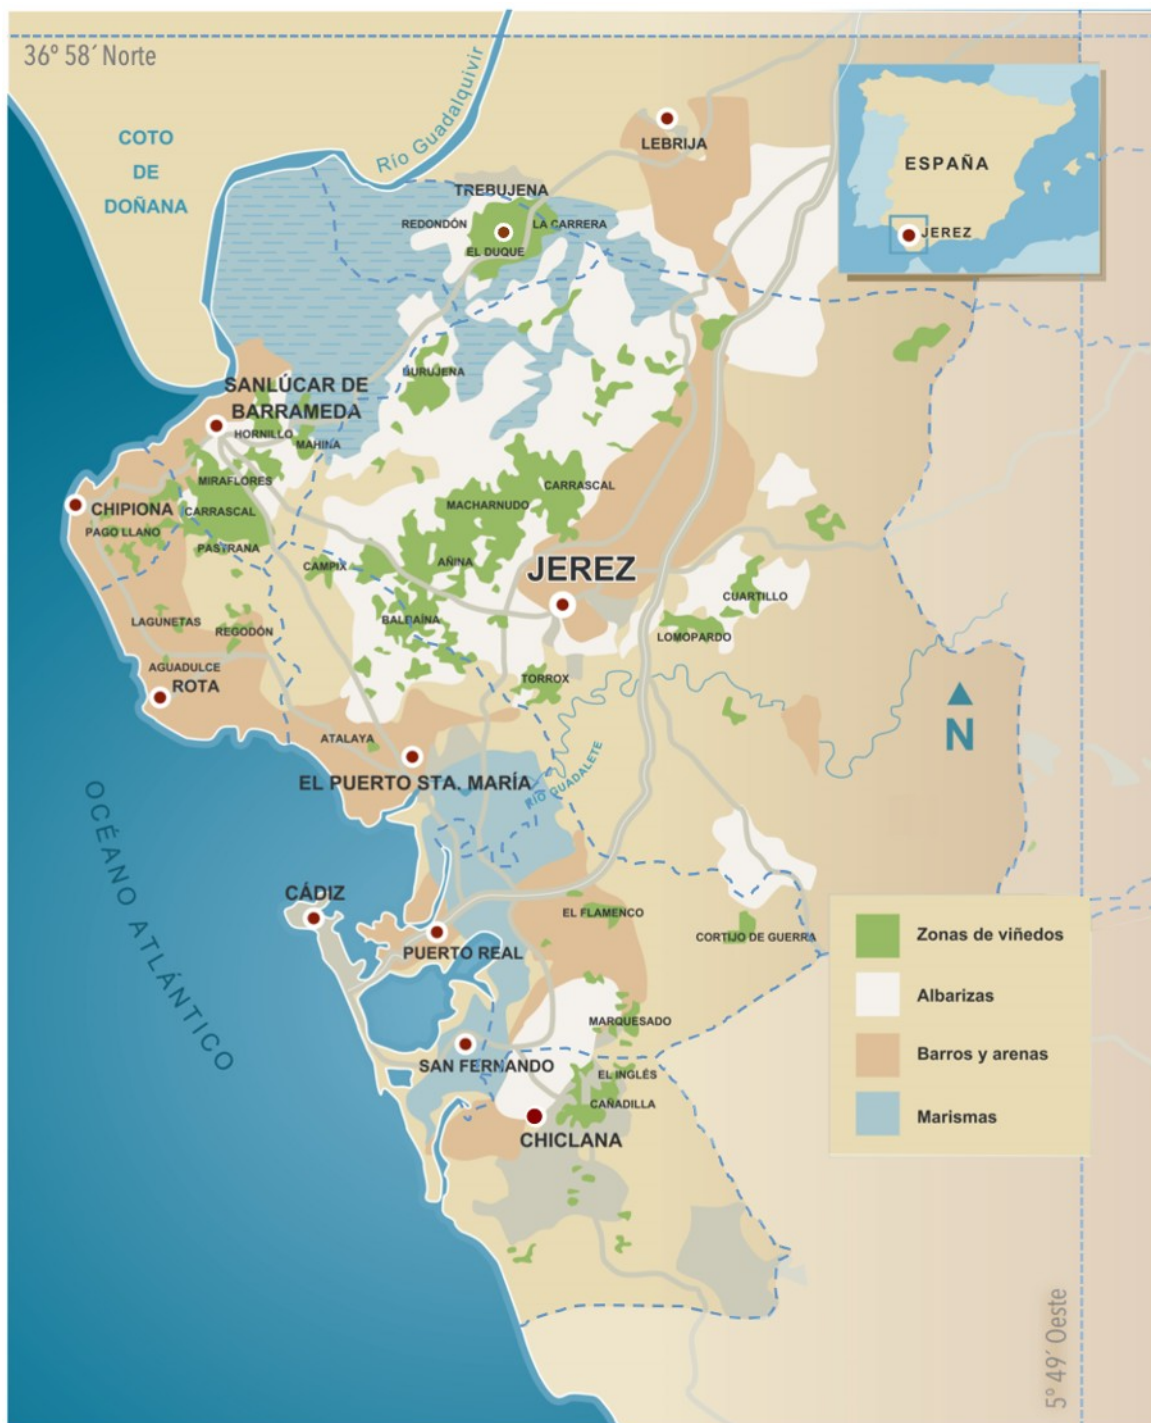 36º 58´ Norte
COTO
DE
DOÑANA
Río Guadalquivir
LEBRIJA
ESPAÑA
JEREZ
TREBUJENA
REDONDÓN
LA CARRERA
EL DUQUE
BURUJENA
SANLÚCAR DE
BARRAMEDA
HORNILLO
MAHINA
MIRAFLORES
CARRASCAL
MACHARNUDO
CHIPIONA
CARRASCAL
PAGO LLANO
PASTRANA
CAMPIX
AÑINA
JEREZ
CUARTILLO
LAGUNETAS
REGODÓN
BALBAÍNA
LOMOPARDO
AGUADULCE
ROTA
TORROX
ATALAYA
N
EL PUERTO STA. MARÍA
RÍO GUADALETE
OCÉANO ATLÁNTICO
CÁDIZ
EL FLAMENCO
CORTIJO DE GUERRA
PUERTO REAL
Zonas de viñedos
Albarizas
Barros y arenas
Marismas
MARQUESADO
SAN FERNANDO
EL INGLÉS
CAÑADILLA
CHICLANA
5º 49´ Oeste